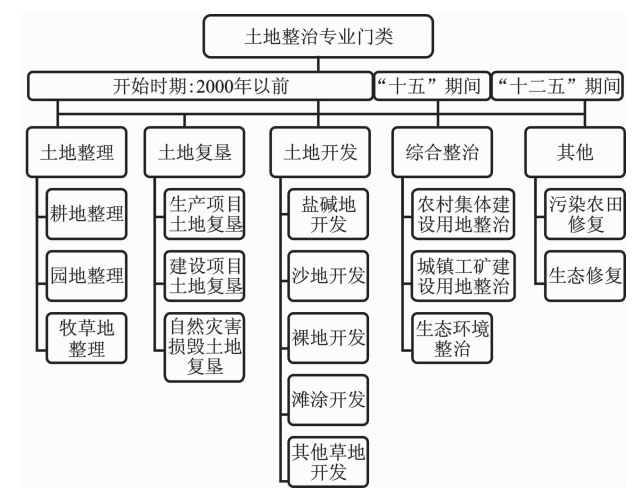 土地整治专业门类
开始时期:2000年以前
“十五”期间
“十二五”期间
土地整理
土地复垦
土地开发
综合整治
其他
耕地整理
园地整理
牧草地
整理
生产项目
土地复垦
建设项目
土地复垦
自然灾害
损毁土地
复垦
盐碱地
开发
沙地开发
裸地开发
滩涂开发
其他草地
开发
农村集体建
设用地整治
城镇工矿建
设用地整治
生态环境
整治
污染农田
修复
生态修复